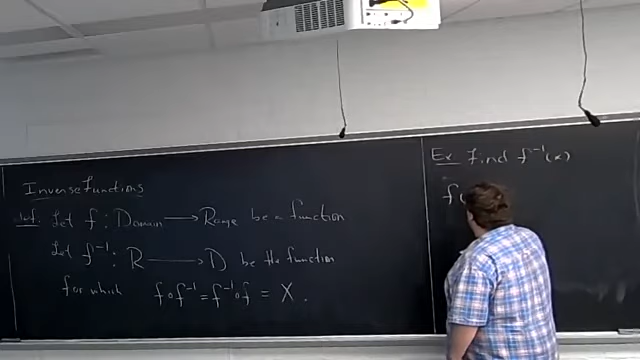 Inverse Functions
def: Let f : Domain → Range be a function
Let f⁻¹: R → D be the function
for which f∘f⁻¹ = f⁻¹∘f = X.
Ex Find f⁻¹(x)
f(